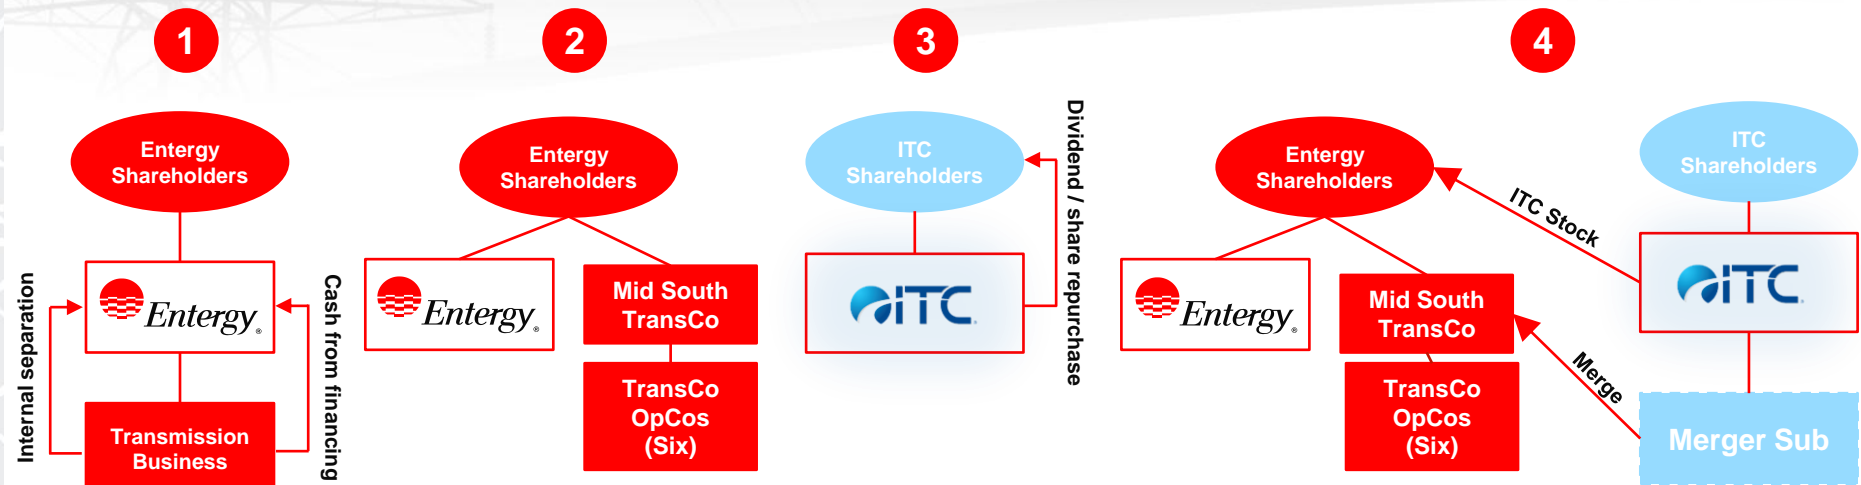 1
2
3
4
Entergy
Shareholders
Entergy®
Transmission
Business
Internal separation
Cash from financing
Entergy
Shareholders
Entergy®
Mid South
TransCo
TransCo
OpCos
(Six)
ITC
Shareholders
ITC
Dividend / share repurchase
Entergy
Shareholders
Entergy®
Mid South
TransCo
TransCo
OpCos
(Six)
ITC Stock
Merge
ITC
Shareholders
ITC
Merger Sub